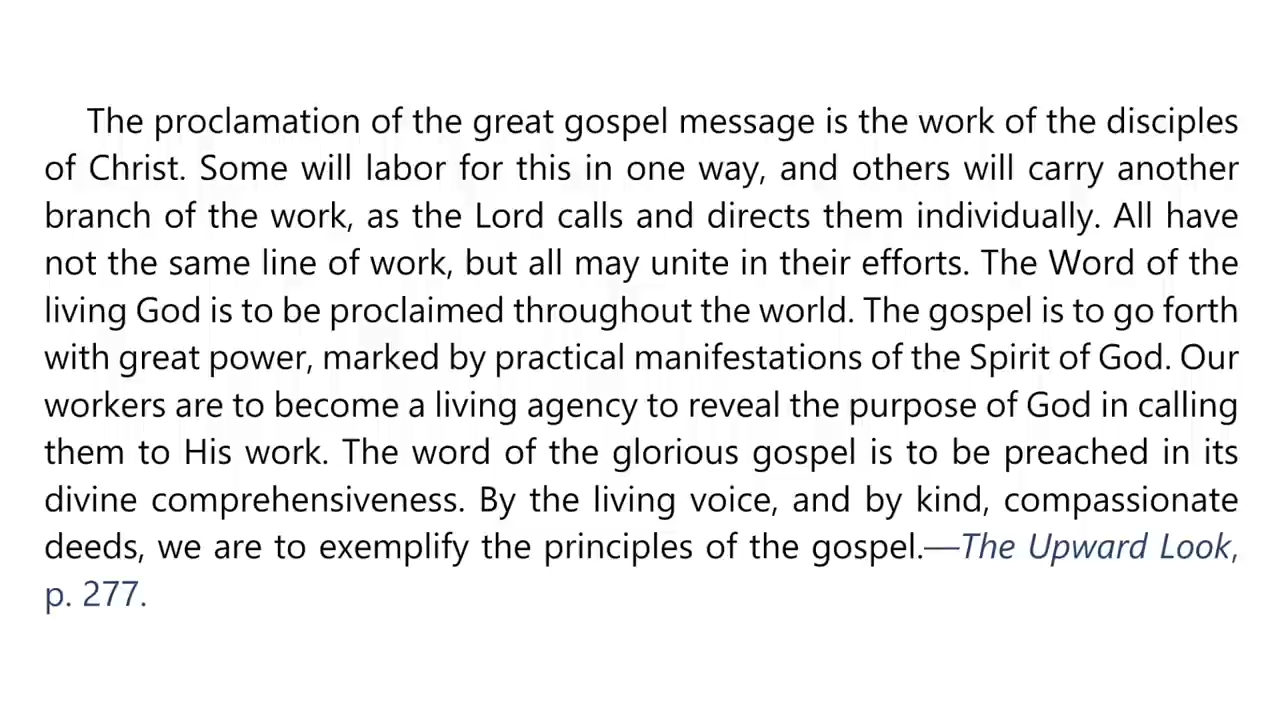 The proclamation of the great gospel message is the work of the disciples
of Christ. Some will labor for this in one way, and others will carry another
branch of the work, as the Lord calls and directs them individually. All have
not the same line of work, but all may unite in their efforts. The Word of the
living God is to be proclaimed throughout the world. The gospel is to go forth
with great power, marked by practical manifestations of the Spirit of God. Our
workers are to become a living agency to reveal the purpose of God in calling
them to His work. The word of the glorious gospel is to be preached in its
divine comprehensiveness. By the living voice, and by kind, compassionate
deeds, we are to exemplify the principles of the gospel.—The Upward Look,
p. 277.